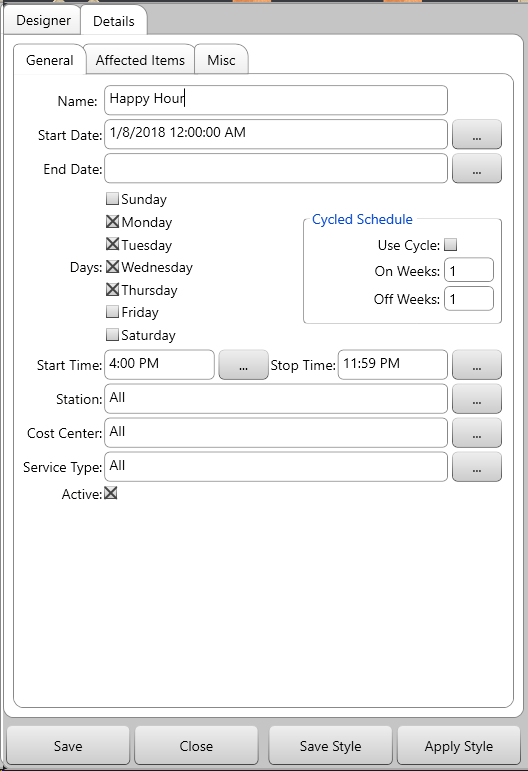 Designer Details
General Affected Items Misc
Name: Happy Hour
Start Date: 1/8/2018 12:00:00 AM ...
End Date: ...
Sunday
Monday
Tuesday
Days: Wednesday
Thursday
Friday
Saturday
Cycled Schedule
Use Cycle:
On Weeks: 1
Off Weeks: 1
Start Time: 4:00 PM ... Stop Time: 11:59 PM ...
Station: All ...
Cost Center: All ...
Service Type: All ...
Active:
Save Close Save Style Apply Style